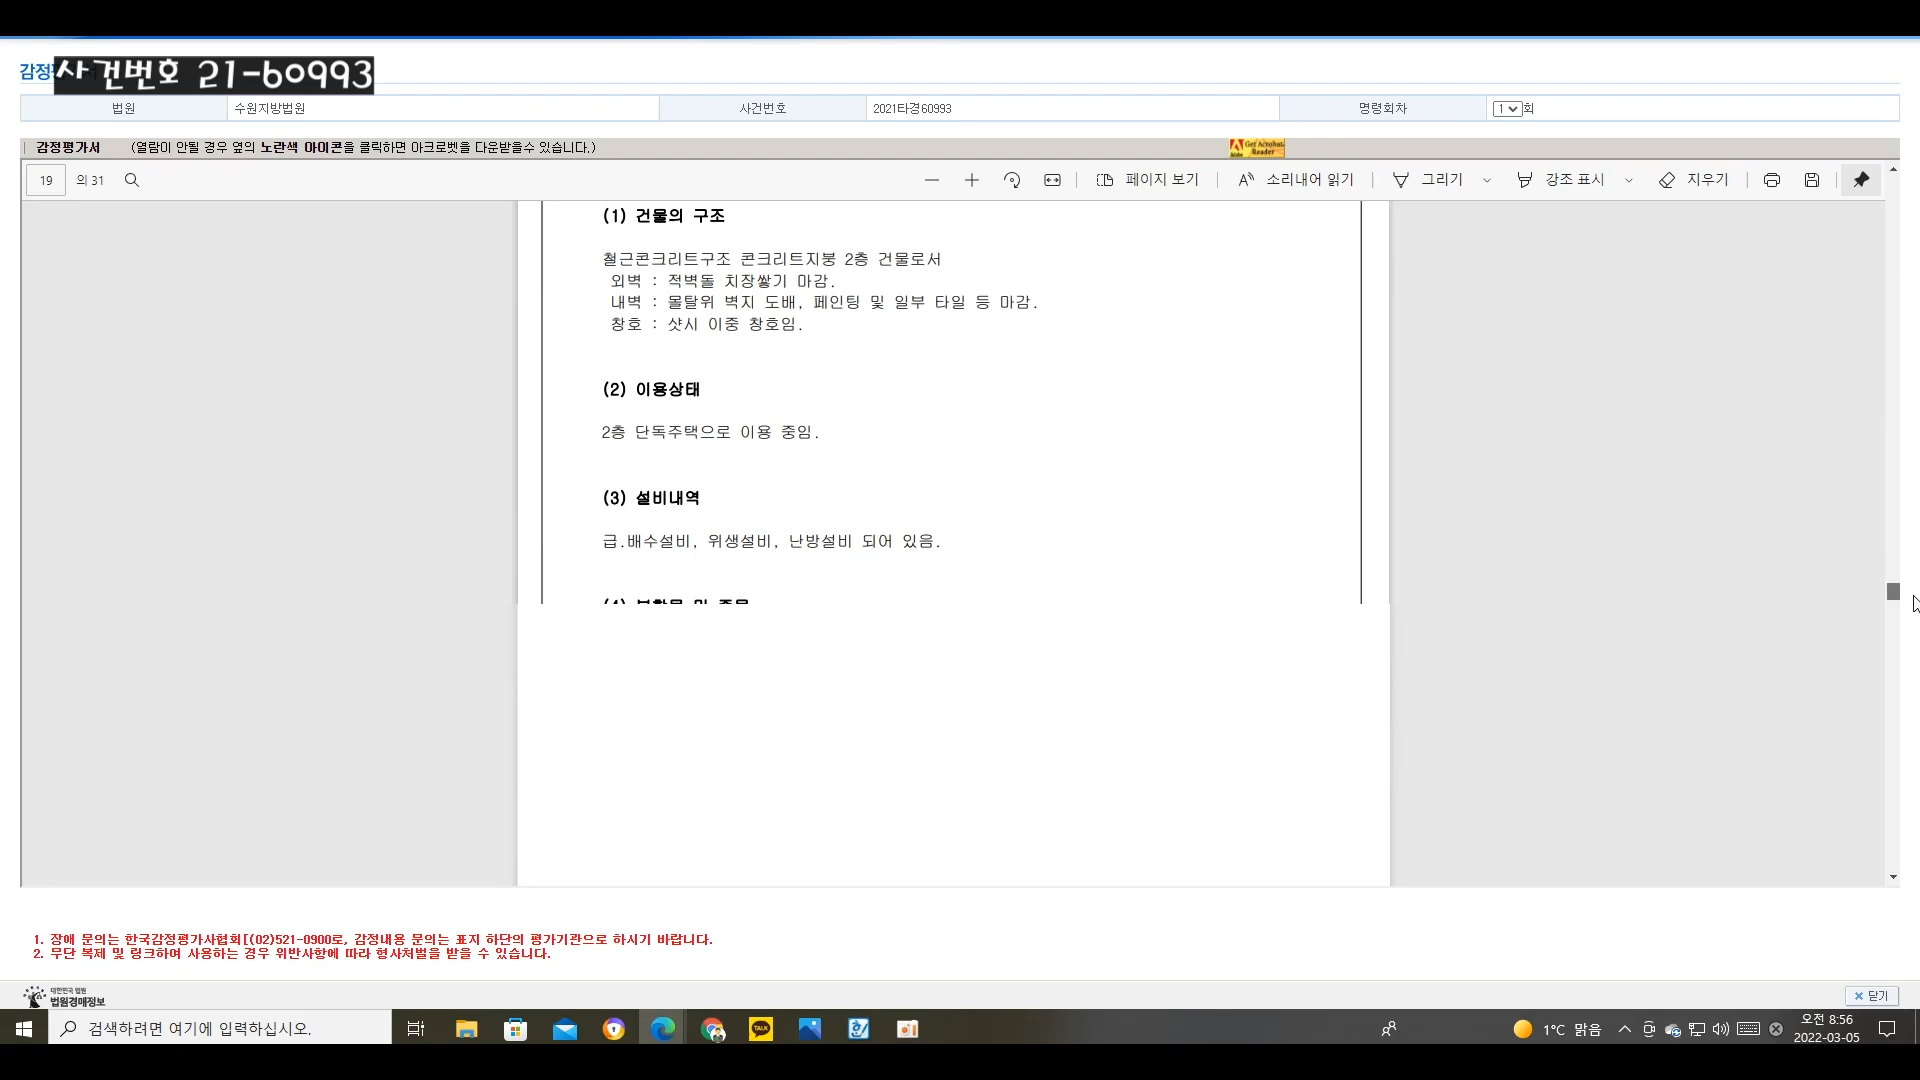 감정
사건번호 21-60993
법원 수원지방법원 사건번호 2021타경60993 명령회차 1 회
감정평가서 (열람이 안될 경우 옆의 노란색 아이콘을 클릭하면 아크로벳을 다운받을수 있습니다.) Get Acrobat Reader
19 의 31 페이지 보기 소리내어 읽기 그리기 강조 표시 지우기
(1) 건물의 구조
철근콘크리트구조 콘크리트지붕 2층 건물로서
외벽 : 적벽돌 치장쌓기 마감.
내벽 : 몰탈위 벽지 도배, 페인팅 및 일부 타일 등 마감.
창호 : 샷시 이중 창호임.
(2) 이용상태
2층 단독주택으로 이용 중임.
(3) 설비내역
급.배수설비, 위생설비, 난방설비 되어 있음.
1. 장애 문의는 한국감정평가사협회[(02)521-0900로, 감정내용 문의는 표지 하단의 평가기관으로 하시기 바랍니다.
2. 무단 복제 및 링크하여 사용하는 경우 위반사항에 따라 형사처벌을 받을 수 있습니다.
대한민국 법원
법원경매정보
닫기
검색하려면 여기에 입력하십시오.
TALK
1°C 맑음
오전 8:56
2022-03-05